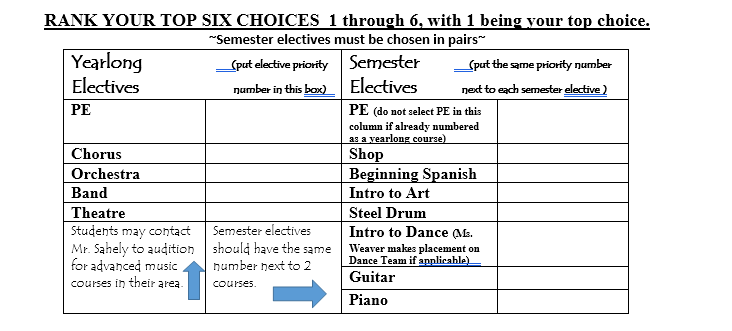 RANK YOUR TOP SIX CHOICES 1 through 6, with 1 being your top choice.
~Semester electives must be chosen in pairs~
Yearlong Electives
(put elective priority
number in this box)
Semester Electives
(put the same priority number
next to each semester elective )
PE
PE (do not select PE in this
column if already numbered
as a yearlong course)
Chorus
Shop
Orchestra
Beginning Spanish
Band
Intro to Art
Theatre
Steel Drum
Students may contact
Mr. Sahely to audition
for advanced music
courses in their area.
Semester electives
should have the same
number next to 2
courses.
Intro to Dance (Ms.
Weaver makes placement on
Dance Team if applicable)
Guitar
Piano